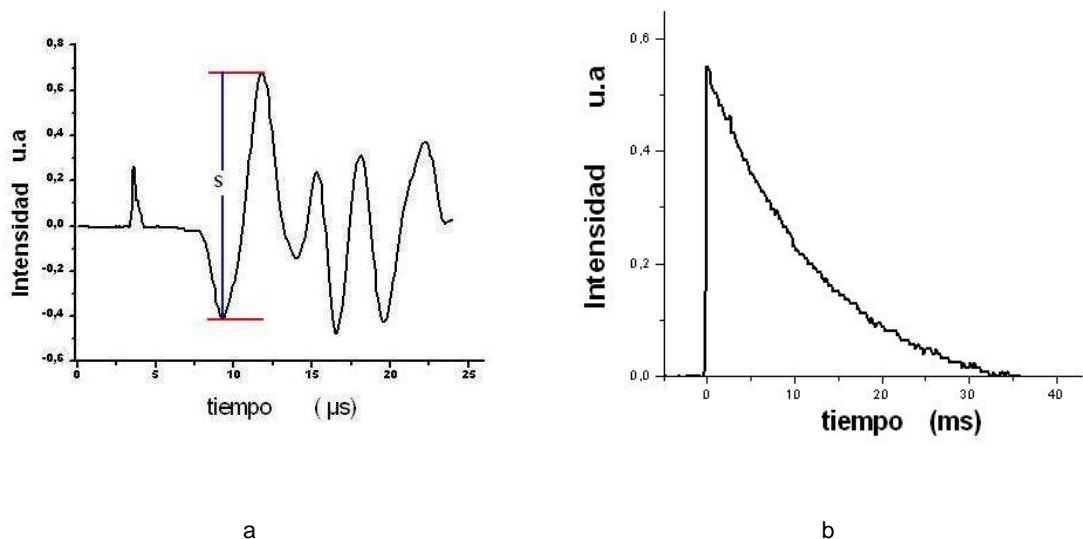 0,8
0,6
0,4
0,2
0,0
-0,2
-0,4
-0,6
Intensidad u.a
S
0 5 10 15 20 25
tiempo ( µs)
a
0,6
0,4
0,2
0,0
Intensidad u.a
0 10 20 30 40
tiempo (ms)
b